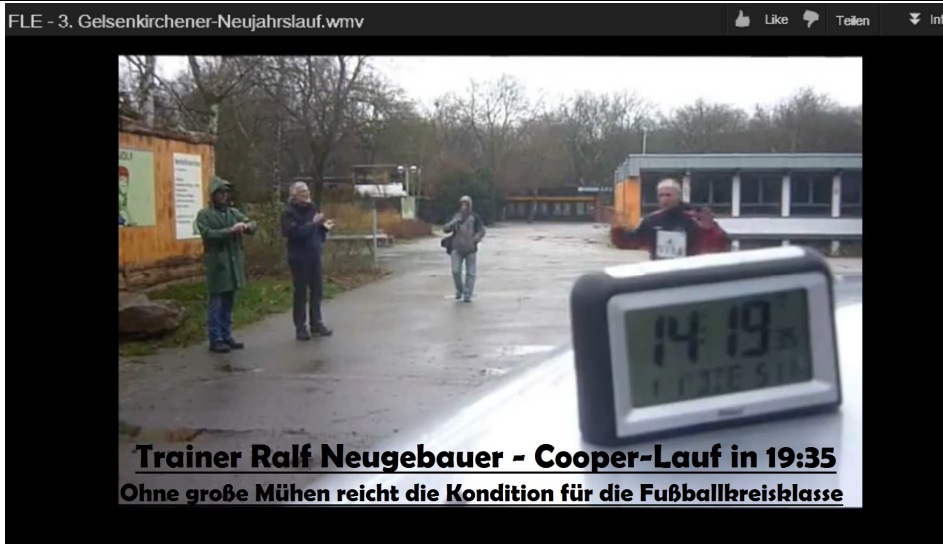 FLE - 3. Gelsenkirchener-Neujahrslauf.wmv
Like
Teilen
14:19 35
Trainer Ralf Neugebauer - Cooper-Lauf in 19:35
Ohne große Mühen reicht die Kondition für die Fußballkreisklasse